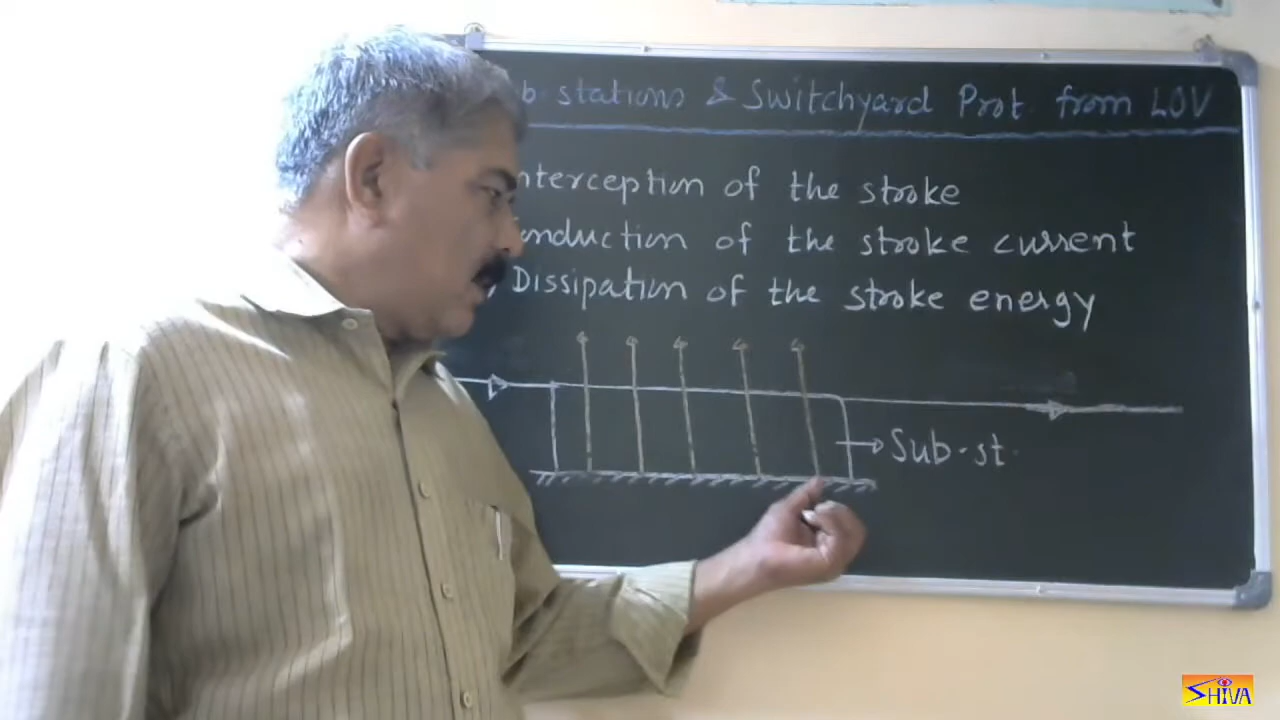 b-stations & Switchyard Prot from LOV
nterception of the stroke
onduction of the stroke current
Dissipation of the stroke energy
Sub-st.
SHIVA